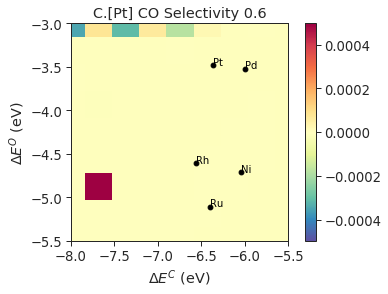 C.[Pt] CO Selectivity 0.6
−3.0
−3.5
−4.0
−4.5
−5.0
−5.5
ΔE^O (eV)
Pt
Pd
Rh
Ni
Ru
−8.0 −7.5 −7.0 −6.5 −6.0 −5.5
ΔE^C (eV)
0.0004
0.0002
0.0000
−0.0002
−0.0004